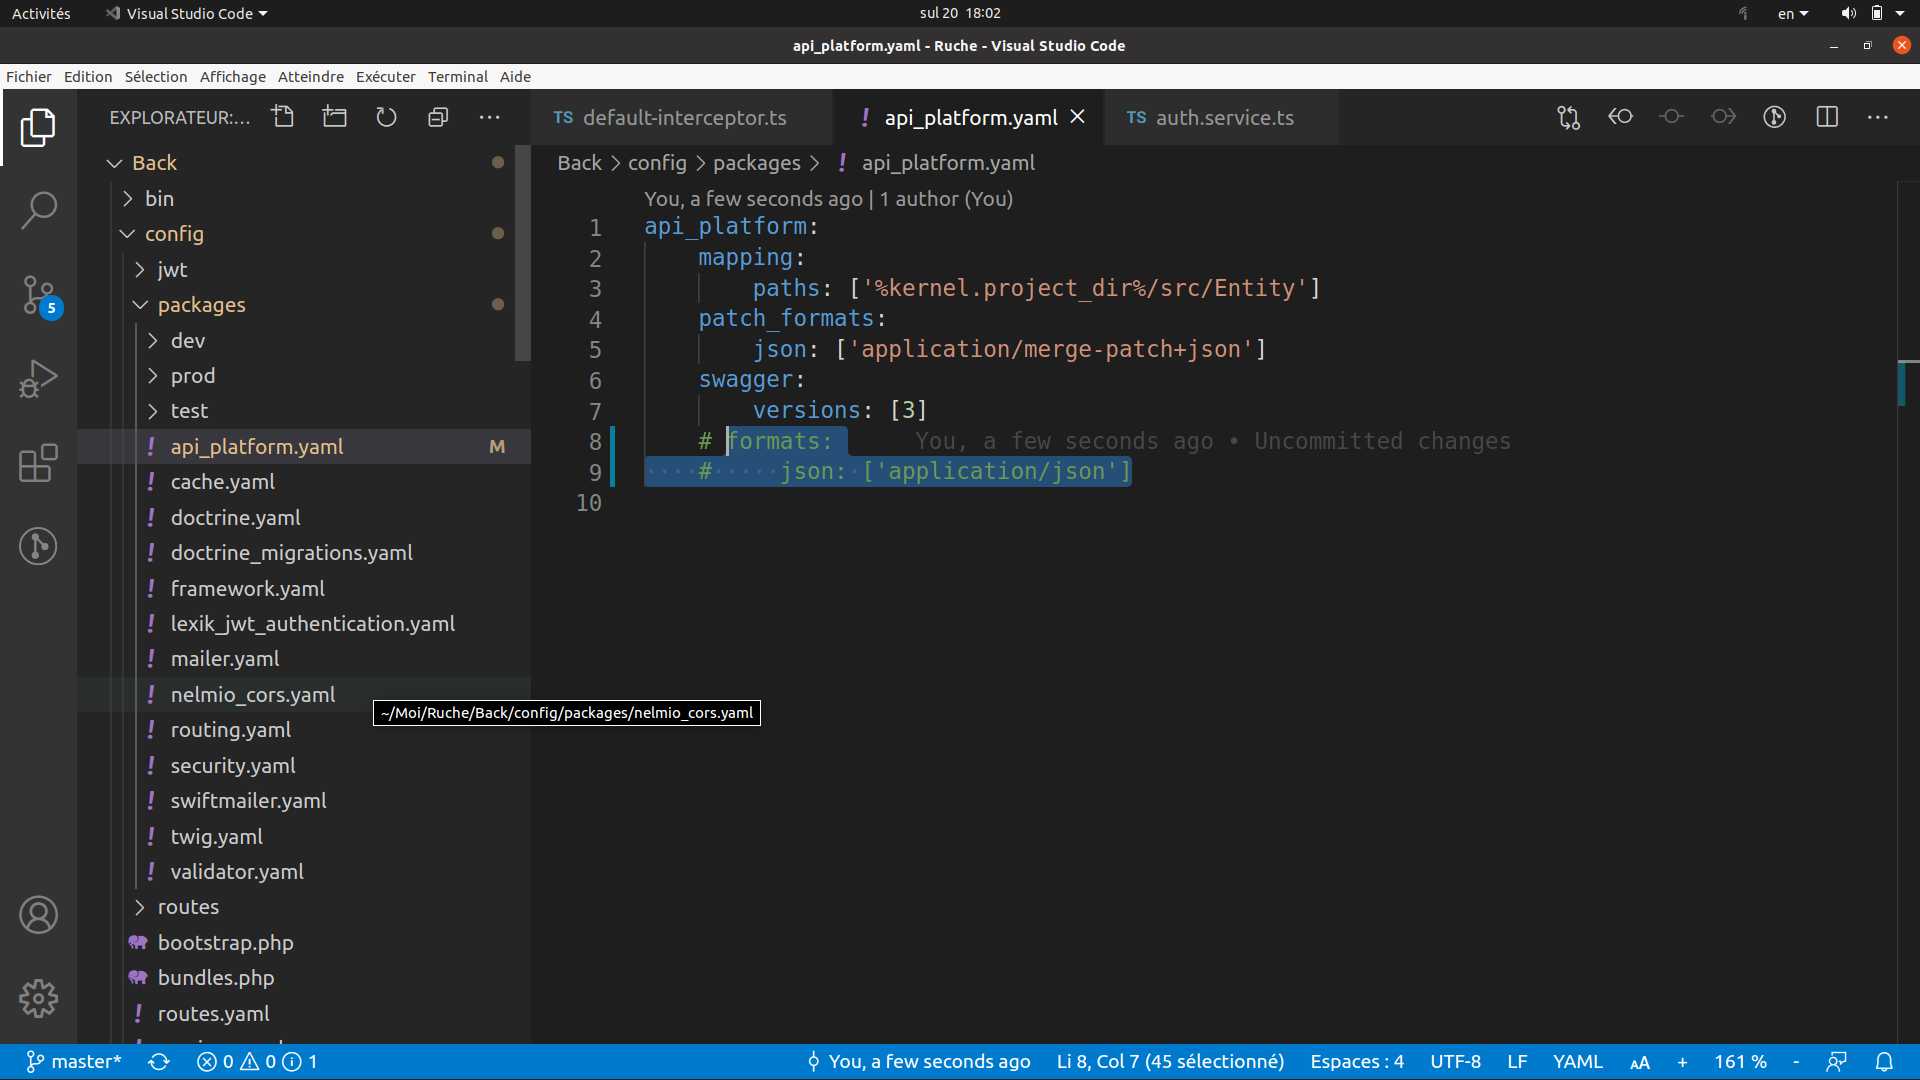 Activités Visual Studio Code sul 20 18:02 en
api_platform.yaml - Ruche - Visual Studio Code
Fichier Edition Sélection Affichage Atteindre Exécuter Terminal Aide
EXPLORATEUR:... TS default-interceptor.ts ! api_platform.yaml TS auth.service.ts
Back
bin
config
jwt
packages
dev
prod
test
! api_platform.yaml M
! cache.yaml
! doctrine.yaml
! doctrine_migrations.yaml
! framework.yaml
! lexik_jwt_authentication.yaml
! mailer.yaml
! nelmio_cors.yaml
~/Moi/Ruche/Back/config/packages/nelmio_cors.yaml
! routing.yaml
! security.yaml
! swiftmailer.yaml
! twig.yaml
! validator.yaml
routes
bootstrap.php
bundles.php
! routes.yaml
5
Back > config > packages > ! api_platform.yaml
You, a few seconds ago | 1 author (You)
1 api_platform:
2 mapping:
3 paths: ['%kernel.project_dir%/src/Entity']
4 patch_formats:
5 json: ['application/merge-patch+json']
6 swagger:
7 versions: [3]
8 # formats: You, a few seconds ago • Uncommitted changes
9 # json: ['application/json']
10
master* 0 0 1 You, a few seconds ago Li 8, Col 7 (45 sélectionné) Espaces : 4 UTF-8 LF YAML AA + 161 % -